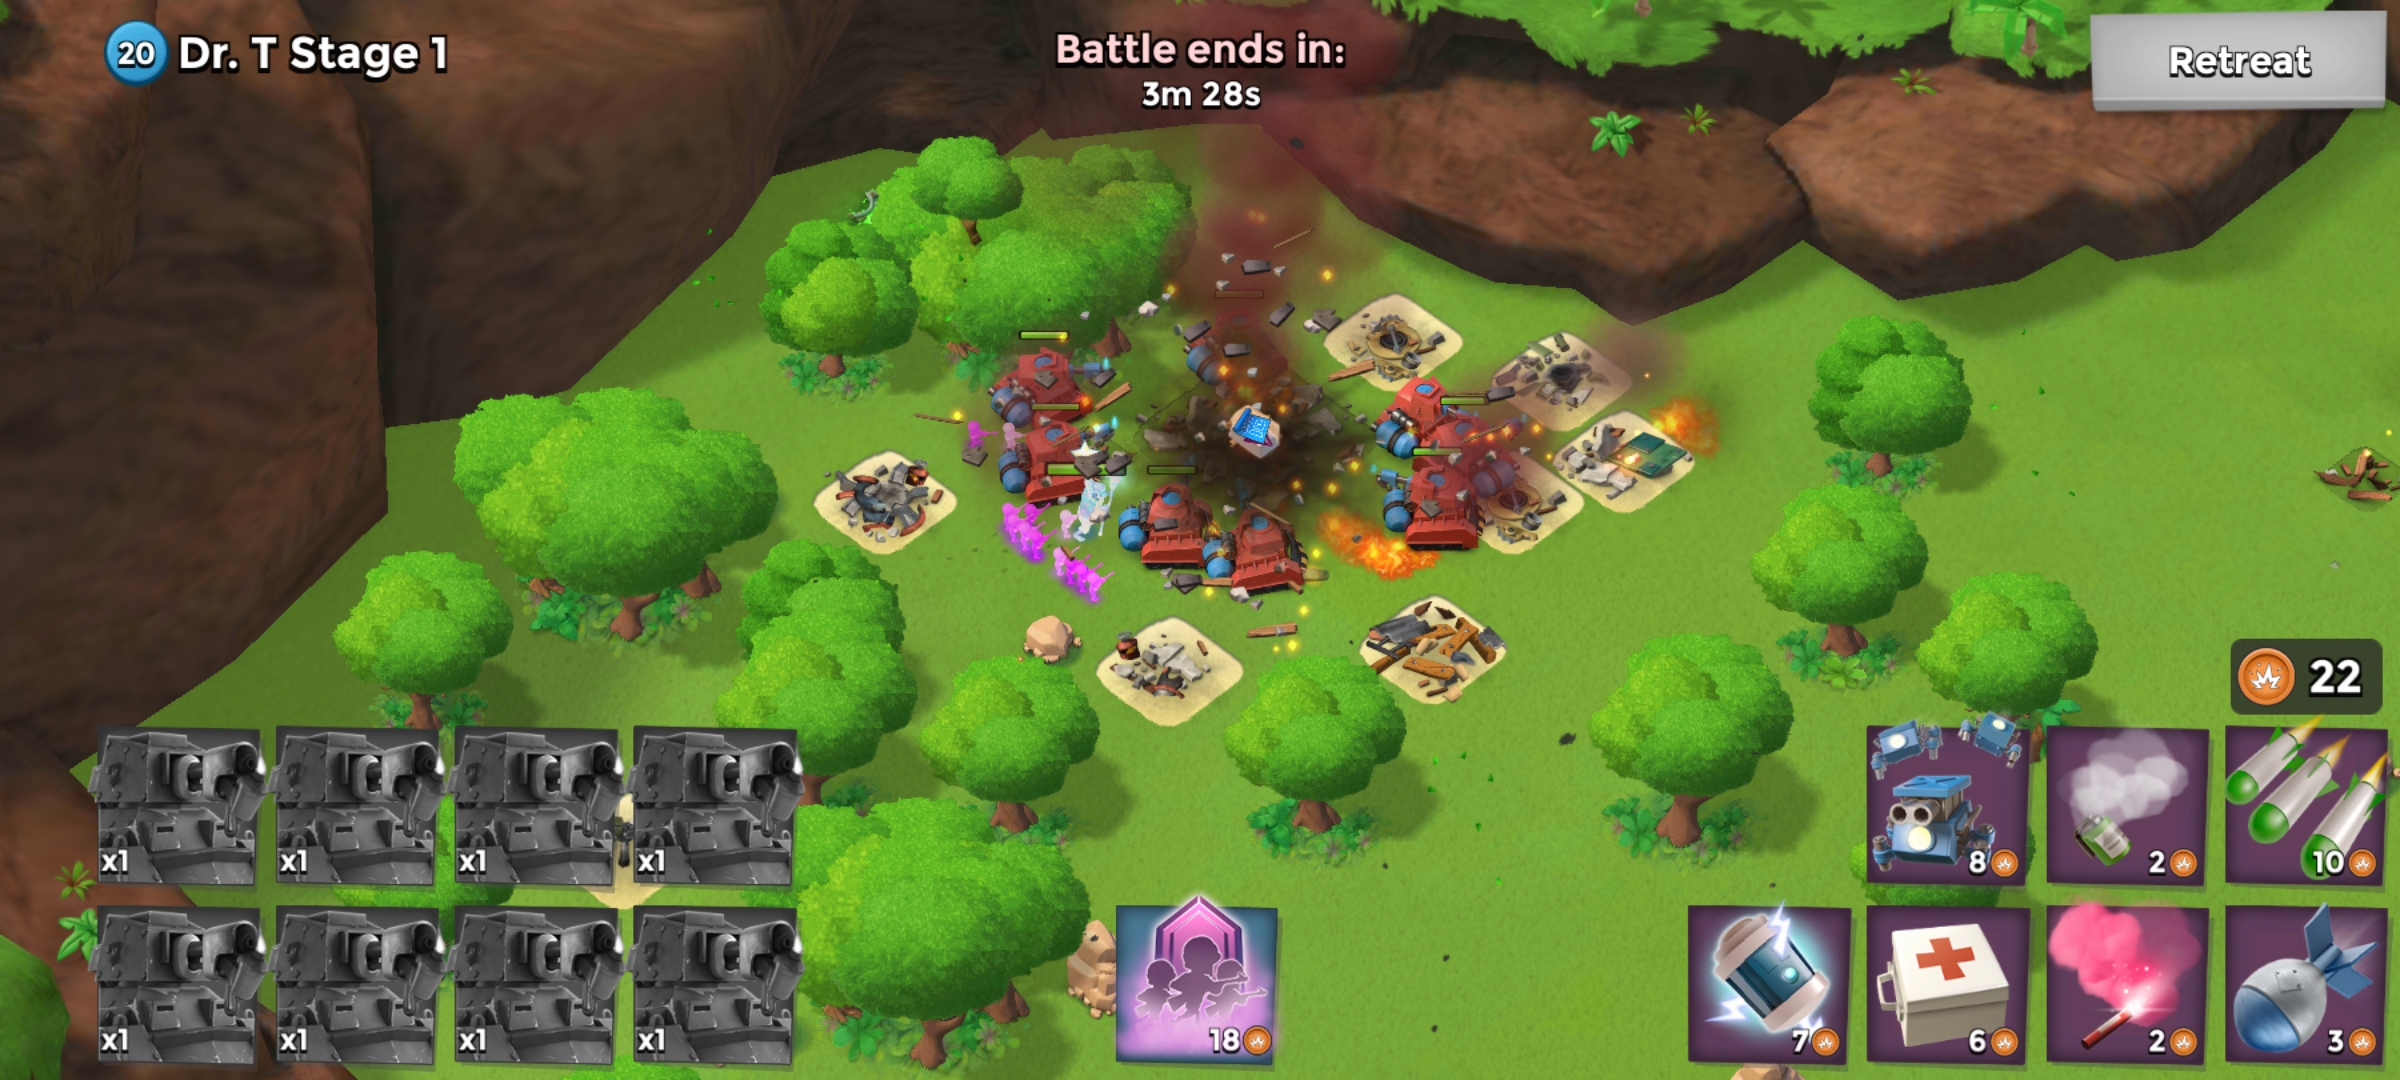 20 Dr. T Stage 1
Battle ends in:
3m 28s
Retreat
22
x1 x1 x1 x1
8 2 10
x1 x1 x1 x1
18
7 6 2 3